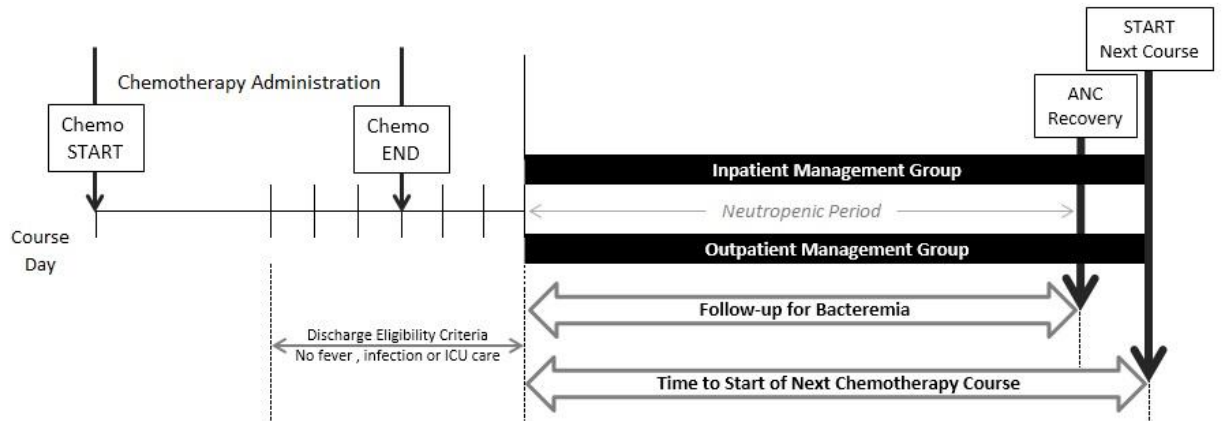 START
Next Course
Chemotherapy Administration
ANC
Recovery
Chemo
START
Chemo
END
Inpatient Management Group
Neutropenic Period
Course
Day
Outpatient Management Group
Follow-up for Bacteremia
Discharge Eligibility Criteria
No fever , infection or ICU care
Time to Start of Next Chemotherapy Course